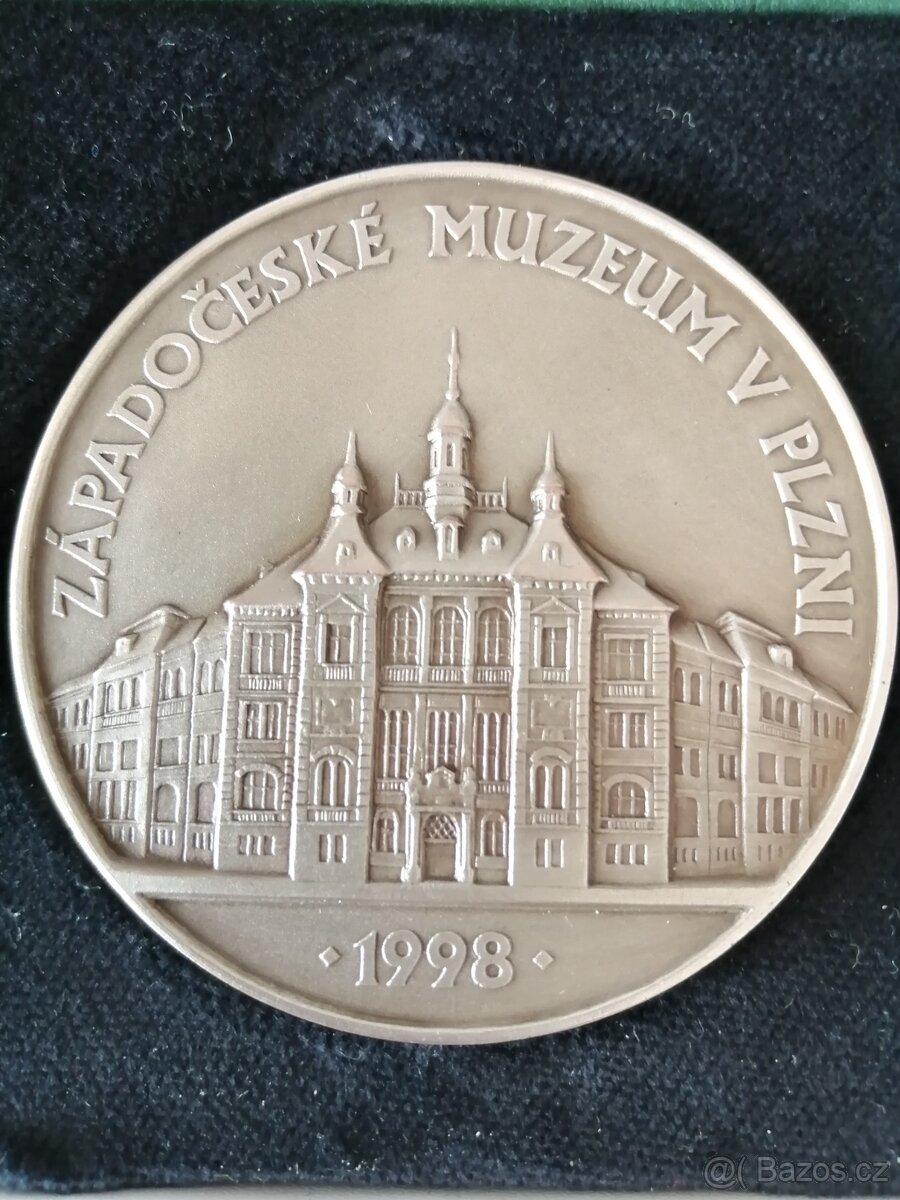 ZÁPADOČESKÉ MUZEUM V PLZNI
· 1998 ·
@( Bazos.cz